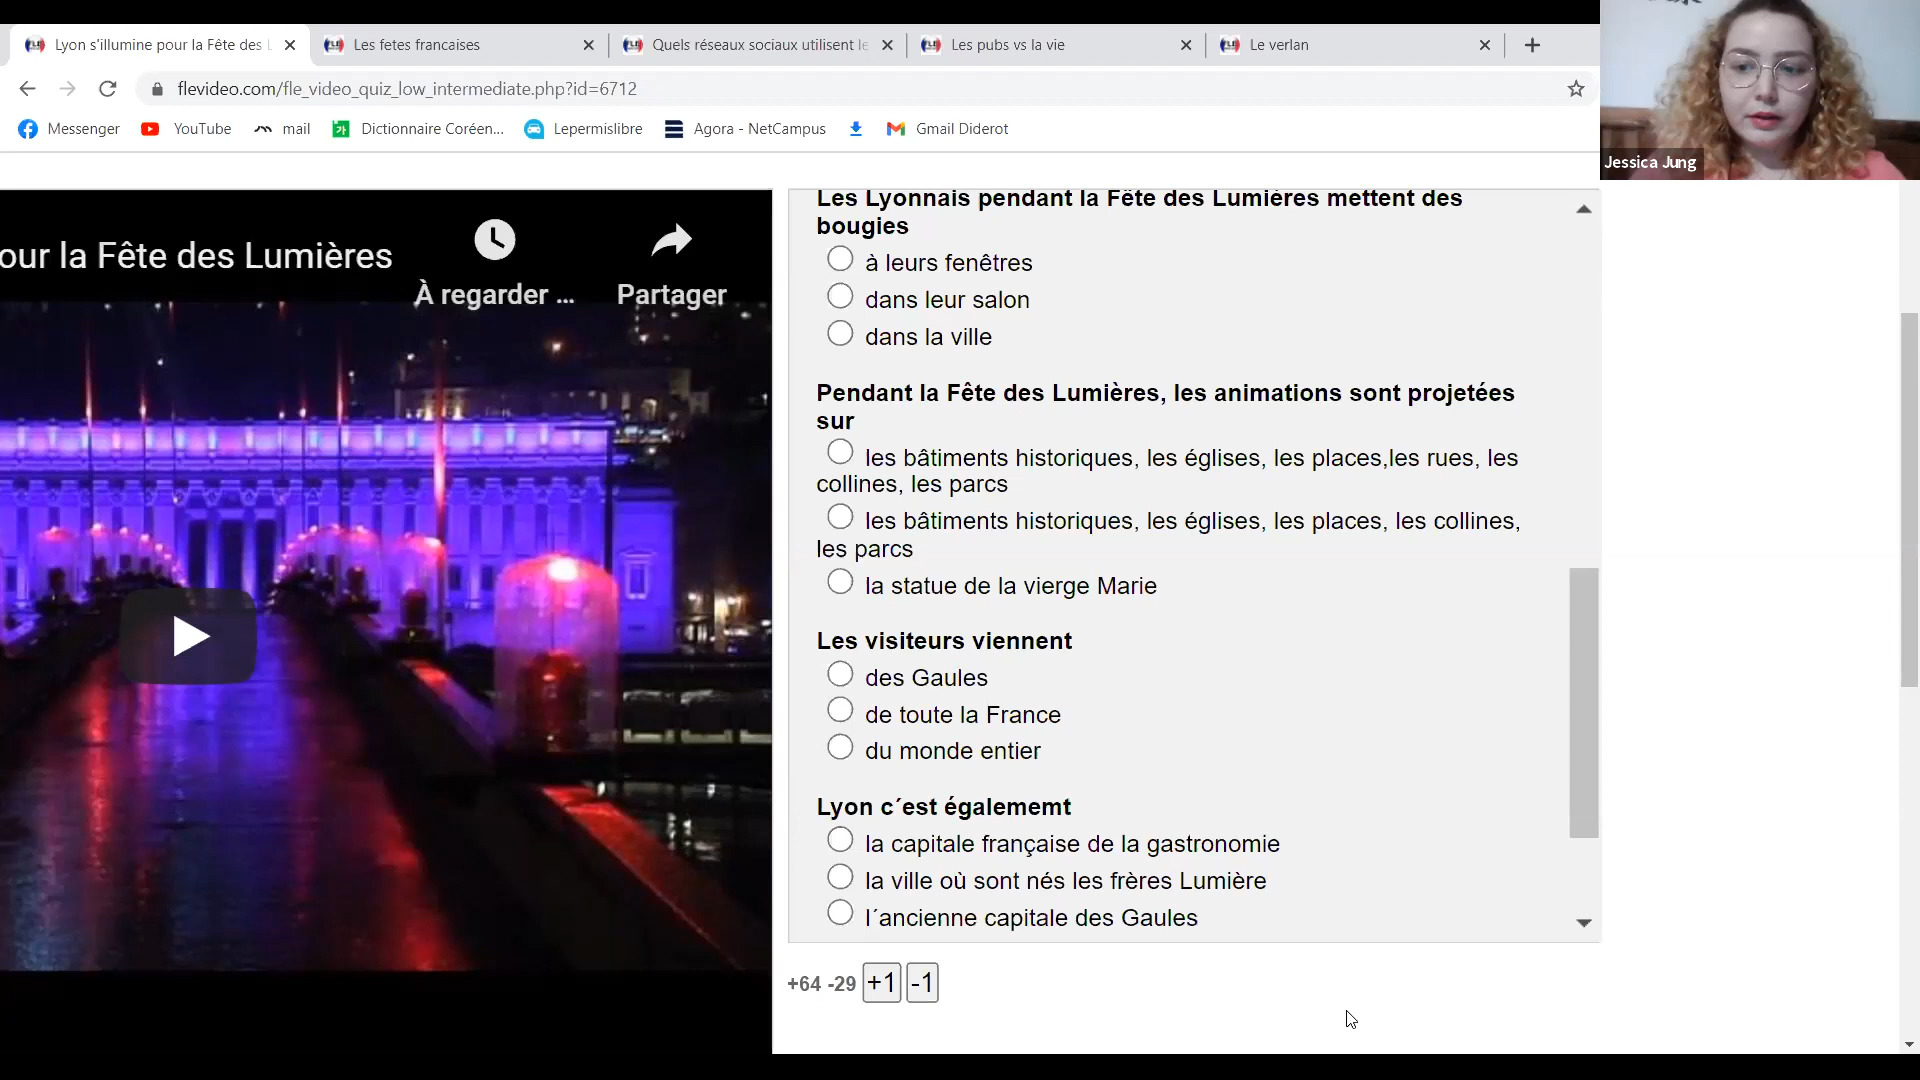 Lyon s'illumine pour la Fête des L
Les fetes francaises
Quels réseaux sociaux utilisent le
Les pubs vs la vie
Le verlan
flevideo.com/fle_video_quiz_low_intermediate.php?id=6712
Messenger
YouTube
mail
Dictionnaire Coréen...
Lepermislibre
Agora - NetCampus
Gmail Diderot
Jessica Jung
our la Fête des Lumières
À regarder ...
Partager
Les Lyonnais pendant la Fête des Lumières mettent des
bougies
à leurs fenêtres
dans leur salon
dans la ville
Pendant la Fête des Lumières, les animations sont projetées
sur
les bâtiments historiques, les églises, les places,les rues, les
collines, les parcs
les bâtiments historiques, les églises, les places, les collines,
les parcs
la statue de la vierge Marie
Les visiteurs viennent
des Gaules
de toute la France
du monde entier
Lyon c´est égalememt
la capitale française de la gastronomie
la ville où sont nés les frères Lumière
l´ancienne capitale des Gaules
+64 -29 +1 -1